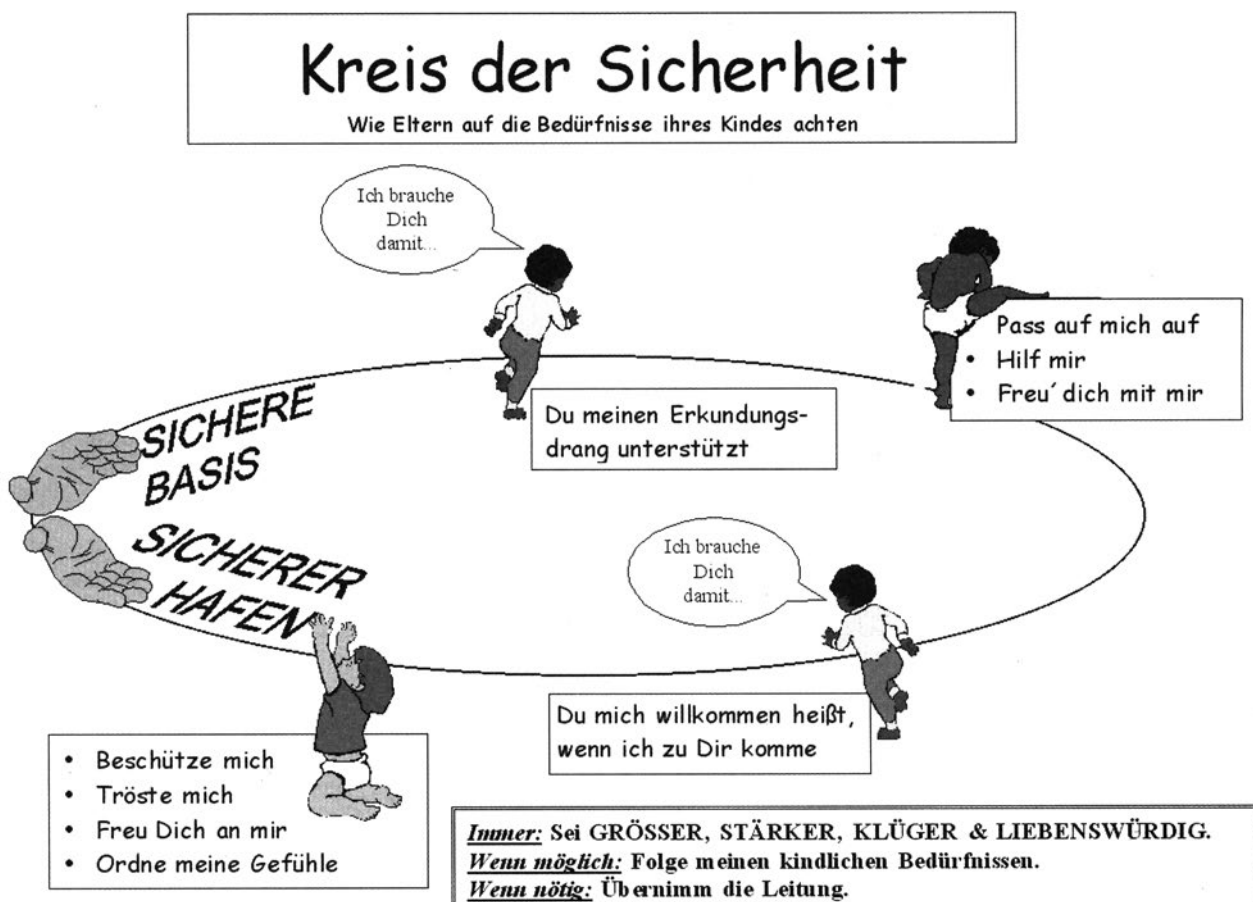 Kreis der Sicherheit
Wie Eltern auf die Bedürfnisse ihres Kindes achten
Ich brauche
Dich
damit...
Pass auf mich auf
• Hilf mir
• Freu´dich mit mir
Du meinen Erkundungs-
drang unterstützt
SICHERE
BASIS
SICHERER
HAFEN
Ich brauche
Dich
damit...
Du mich willkommen heißt,
wenn ich zu Dir komme
• Beschütze mich
• Tröste mich
• Freu Dich an mir
• Ordne meine Gefühle
Immer: Sei GRÖSSER, STÄRKER, KLÜGER & LIEBENSWÜRDIG.
Wenn möglich: Folge meinen kindlichen Bedürfnissen.
Wenn nötig: Übernimm die Leitung.